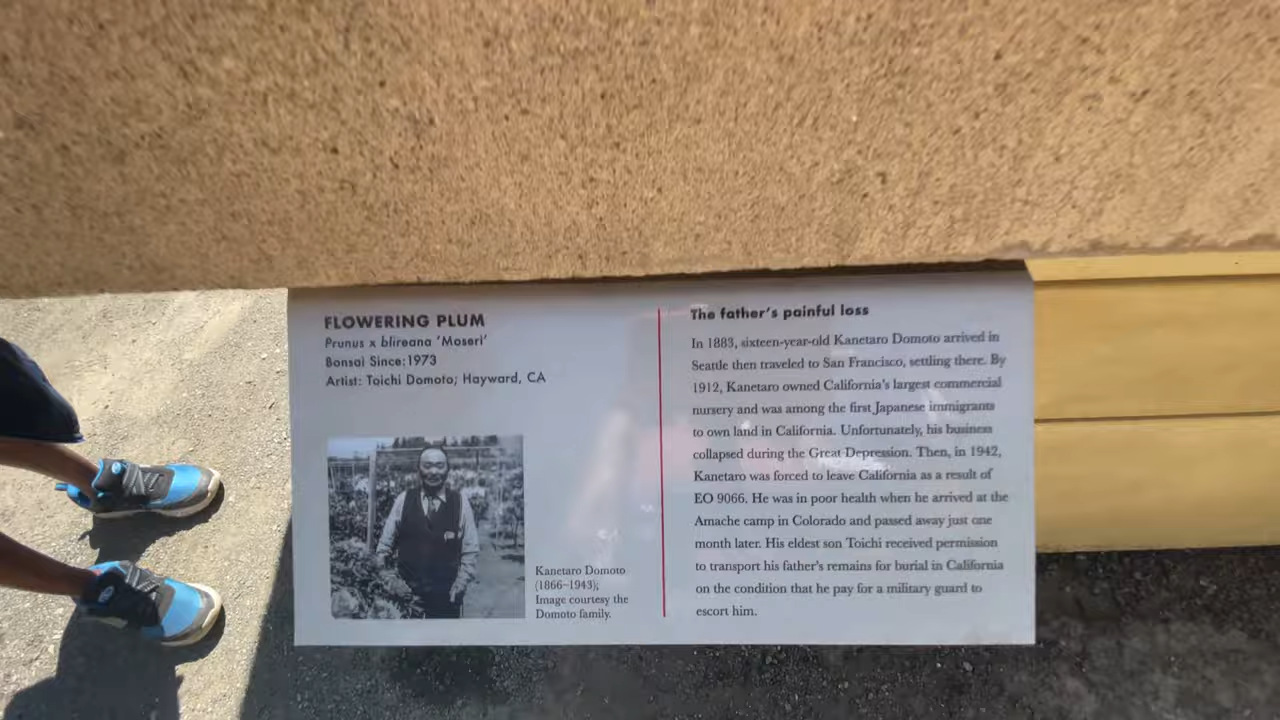 FLOWERING PLUM
Prunus x blireana 'Moseri'
Bonsai Since:1973
Artist: Toichi Domoto; Hayward, CA
Kanetaro Domoto
(1866–1943);
Image courtesy the
Domoto family.
The father's painful loss
In 1883, sixteen-year-old Kanetaro Domoto arrived in
Seattle then traveled to San Francisco, settling there. By
1912, Kanetaro owned California's largest commercial
nursery and was among the first Japanese immigrants
to own land in California. Unfortunately, his business
collapsed during the Great Depression. Then, in 1942,
Kanetaro was forced to leave California as a result of
EO 9066. He was in poor health when he arrived at the
Amache camp in Colorado and passed away just one
month later. His eldest son Toichi received permission
to transport his father's remains for burial in California
on the condition that he pay for a military guard to
escort him.